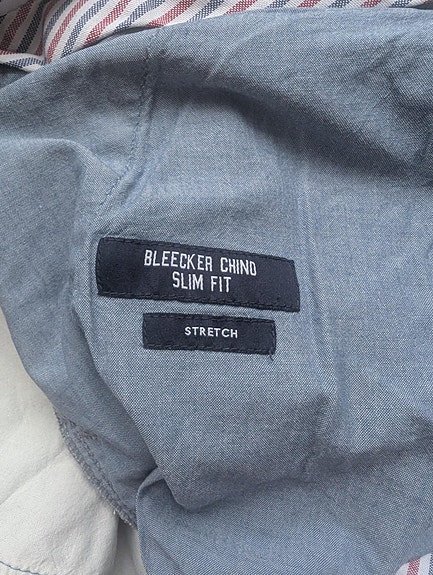 BLEECKER CHINO
SLIM FIT
STRETCH